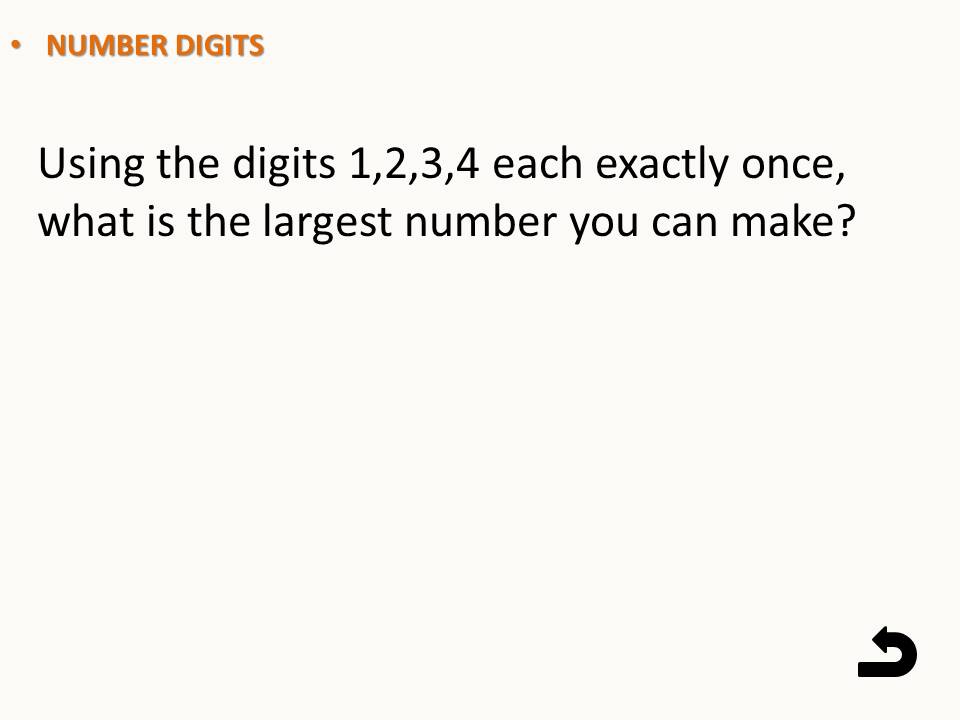 • NUMBER DIGITS
Using the digits 1,2,3,4 each exactly once,
what is the largest number you can make?